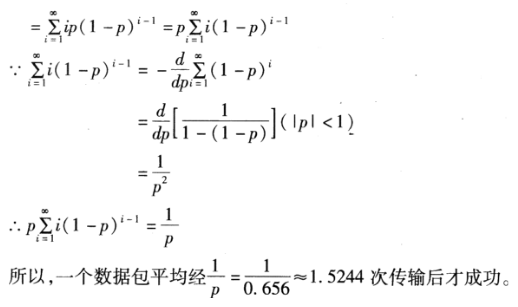 = \sum_{i=1}^{\infty} ip(1-p)^{i-1} = p\sum_{i=1}^{\infty} i(1-p)^{i-1}
∵ \sum_{i=1}^{\infty} i(1-p)^{i-1} = -\frac{d}{dp}\sum_{i=1}^{\infty}(1-p)^{i}
= \frac{d}{dp}\left[\frac{1}{1-(1-p)}\right](|p|<1)
= \frac{1}{p^2}
∴ p\sum_{i=1}^{\infty} i(1-p)^{i-1} = \frac{1}{p}
所以,一个数据包平均经\frac{1}{p} = \frac{1}{0.656} ≈ 1.5244 次传输后才成功。